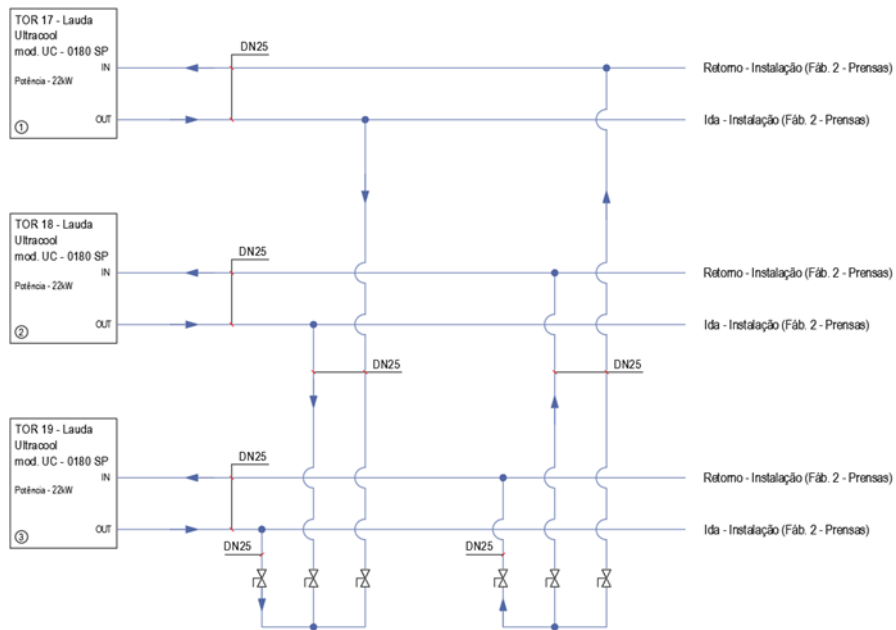 TOR 17 - Lauda
Ultracool
mod. UC - 0180 SP
IN
Potência - 22kW
OUT
1
DN25
Retorno - Instalação (Fáb. 2 - Prensas)
Ida - Instalação (Fáb. 2 - Prensas)
TOR 18 - Lauda
Ultracool
mod. UC - 0180 SP
IN
Potência - 22kW
OUT
2
DN25
Retorno - Instalação (Fáb. 2 - Prensas)
Ida - Instalação (Fáb. 2 - Prensas)
DN25
DN25
TOR 19 - Lauda
Ultracool
mod. UC - 0180 SP
IN
Potência - 22kW
OUT
3
DN25
Retorno - Instalação (Fáb. 2 - Prensas)
Ida - Instalação (Fáb. 2 - Prensas)
DN25
DN25